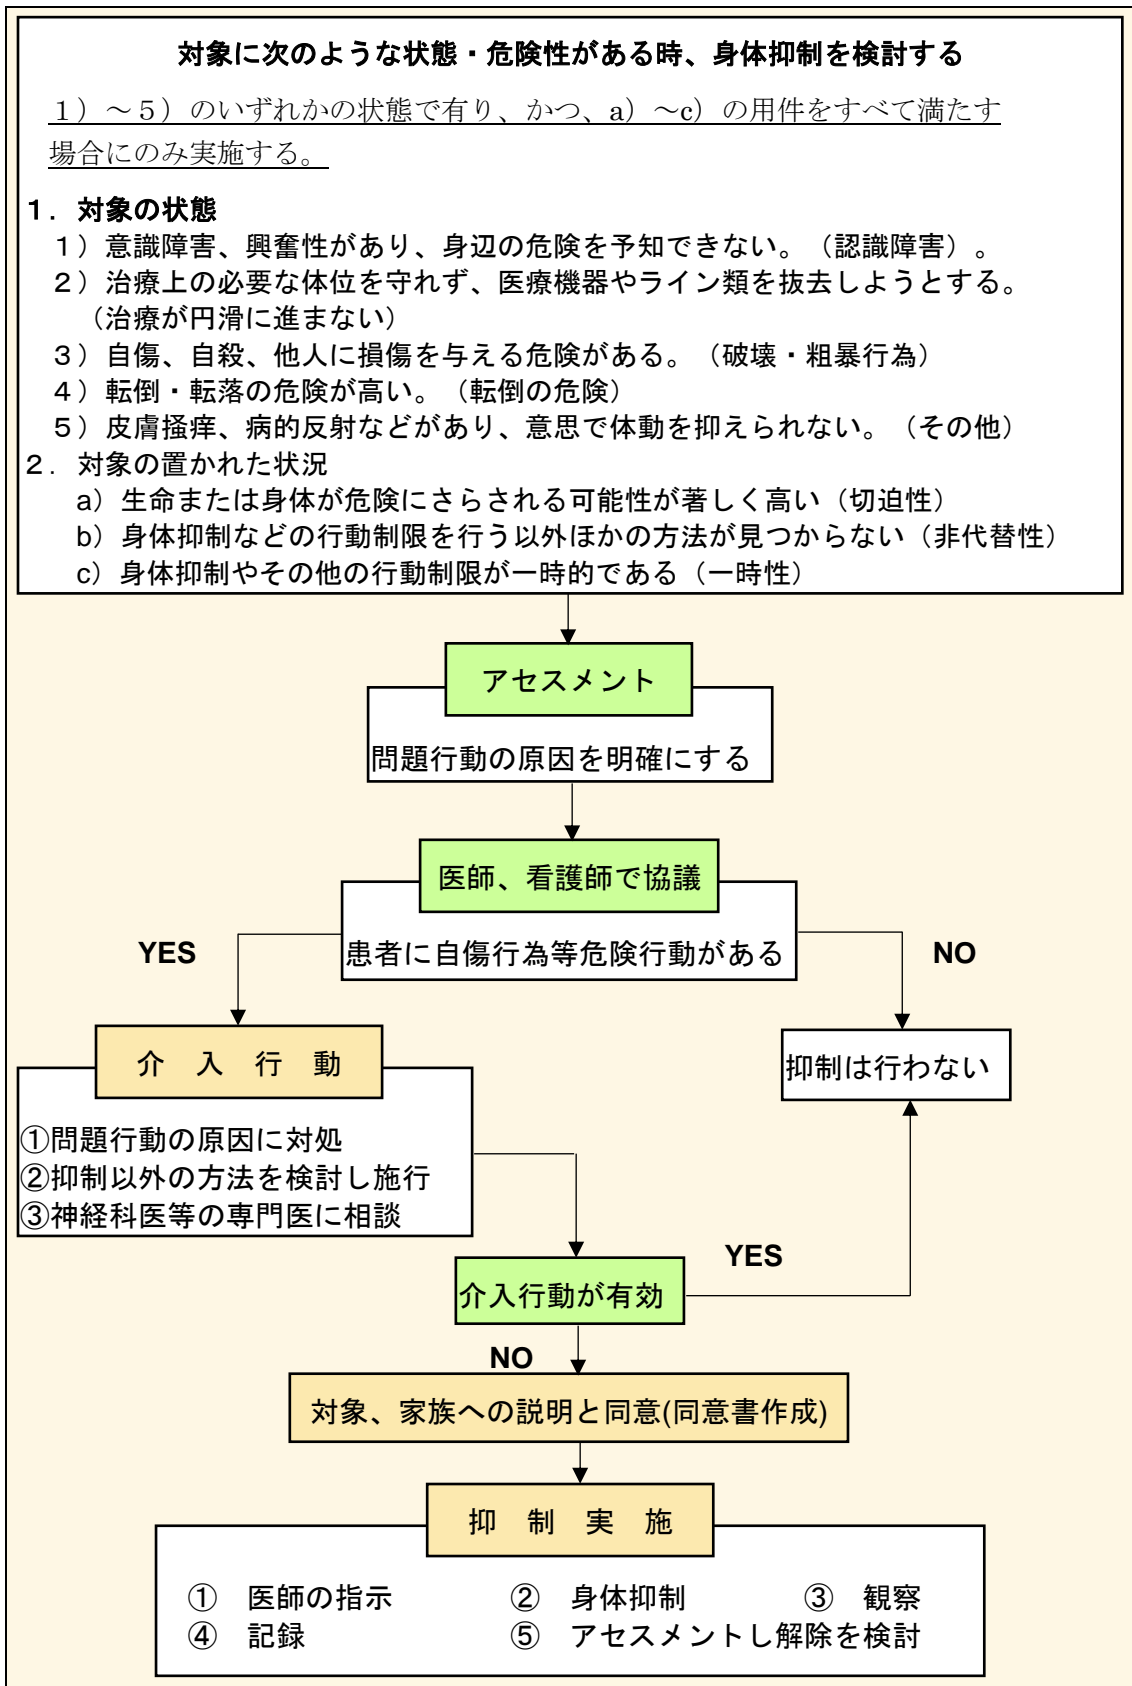 対象に次のような状態・危険性がある時、身体抑制を検討する
1）～5）のいずれかの状態で有り、かつ、a）～c）の用件をすべて満たす
場合にのみ実施する。
1．対象の状態
1）意識障害、興奮性があり、身辺の危険を予知できない。（認識障害）。
2）治療上の必要な体位を守れず、医療機器やライン類を抜去しようとする。
（治療が円滑に進まない）
3）自傷、自殺、他人に損傷を与える危険がある。（破壊・粗暴行為）
4）転倒・転落の危険が高い。（転倒の危険）
5）皮膚掻痒、病的反射などがあり、意思で体動を抑えられない。（その他）
2．対象の置かれた状況
a）生命または身体が危険にさらされる可能性が著しく高い（切迫性）
b）身体抑制などの行動制限を行う以外ほかの方法が見つからない（非代替性）
c）身体抑制やその他の行動制限が一時的である（一時性）
アセスメント
問題行動の原因を明確にする
医師、看護師で協議
患者に自傷行為等危険行動がある
YES
NO
介　入　行　動
抑制は行わない
①問題行動の原因に対処
②抑制以外の方法を検討し施行
③神経科医等の専門医に相談
YES
介入行動が有効
NO
対象、家族への説明と同意(同意書作成)
抑　制　実　施
①　医師の指示　②　身体抑制　③　観察
④　記録　⑤　アセスメントし解除を検討